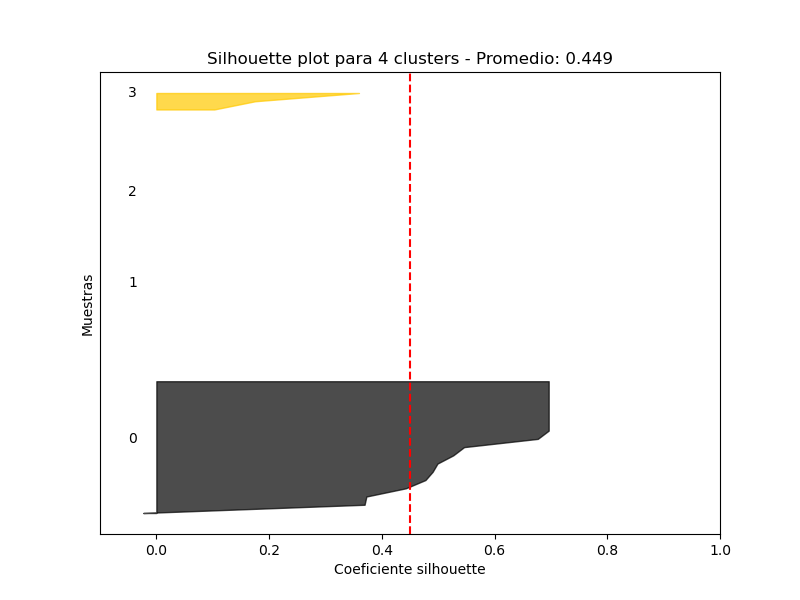 Silhouette plot para 4 clusters - Promedio: 0.449
3
2
1
0
Muestras
0.0 0.2 0.4 0.6 0.8 1.0
Coeficiente silhouette